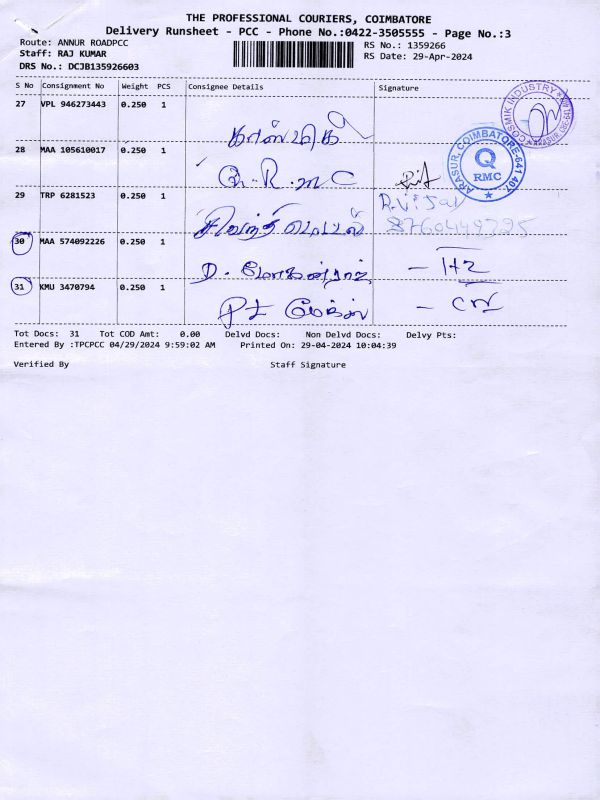 THE PROFESSIONAL COURIERS, COIMBATORE
Delivery Runsheet - PCC - Phone No.:0422-3505555 - Page No.:3
Route: ANNUR ROADPCC
RS No.: 1359266
Staff: RAJ KUMAR
RS Date: 29-Apr-2024
DRS No.: DCJB135926603
S No Consignment No Weight PCS Consignee Details Signature
27 VPL 946273443 0.250 1
COSMIK INDUSTRY
28 MAA 105610017 0.250 1
R. M C
ARASUR, COIMBATORE-641 407.
Q
RMC
29 TRP 6281523 0.250 1
R. Vijay
30 MAA 574092226 0.250 1
D. - H2
31 KMU 3470794 0.250 1
Tot Docs: 31 Tot COD Amt: 0.00 Delvd Docs: Non Delvd Docs: Delvy Pts:
Entered By :TPCPCC 04/29/2024 9:59:02 AM Printed On: 29-04-2024 10:04:39
Verified By Staff Signature